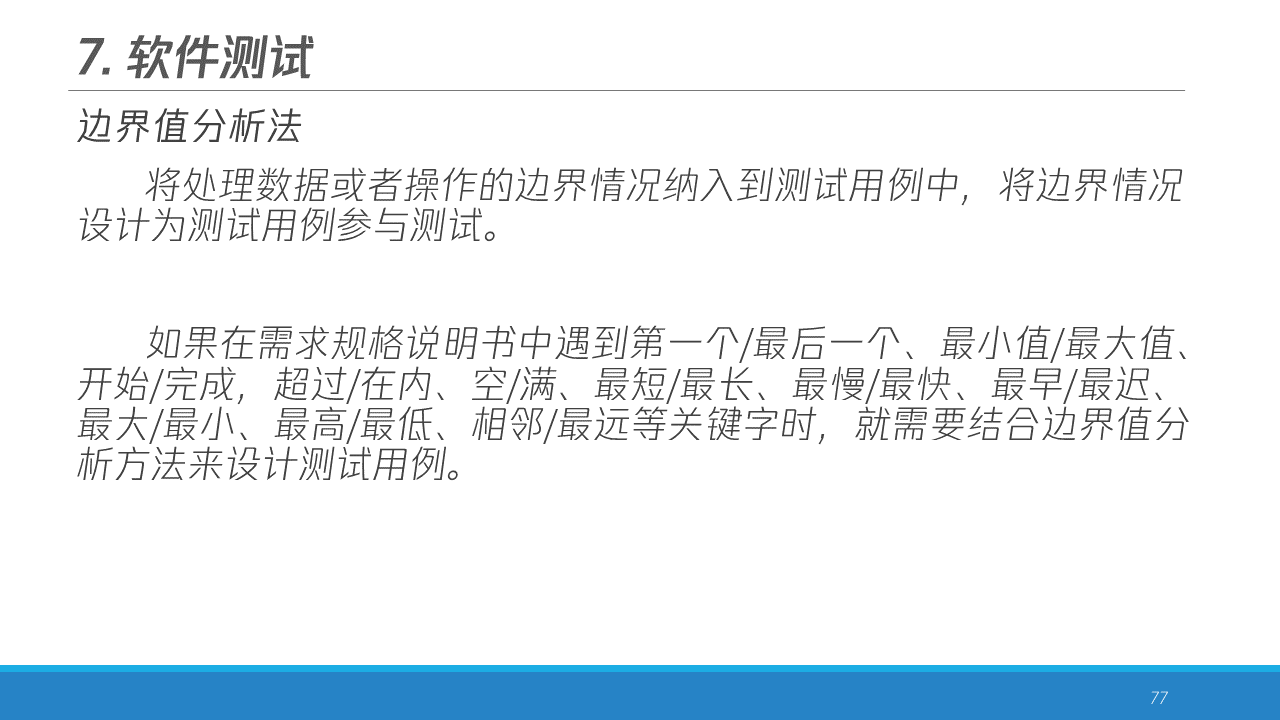 7. 软件测试
边界值分析法
将处理数据或者操作的边界情况纳入到测试用例中，将边界情况
设计为测试用例参与测试。
如果在需求规格说明书中遇到第一个/最后一个、最小值/最大值、
开始/完成，超过/在内、空/满、最短/最长、最慢/最快、最早/最迟、
最大/最小、最高/最低、相邻/最远等关键字时，就需要结合边界值分
析方法来设计测试用例。
77